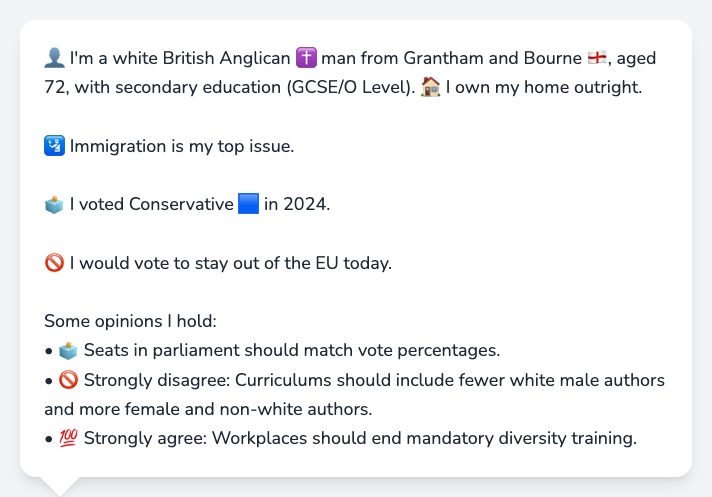 👤 I'm a white British Anglican ✝️ man from Grantham and Bourne 🏴󠁧󠁢󠁥󠁮󠁧󠁿, aged
72, with secondary education (GCSE/O Level). 🏠 I own my home outright.
🛂 Immigration is my top issue.
🗳️ I voted Conservative 🟦 in 2024.
🚫 I would vote to stay out of the EU today.
Some opinions I hold:
• 🗳️ Seats in parliament should match vote percentages.
• 🚫 Strongly disagree: Curriculums should include fewer white male authors
and more female and non-white authors.
• 💯 Strongly agree: Workplaces should end mandatory diversity training.